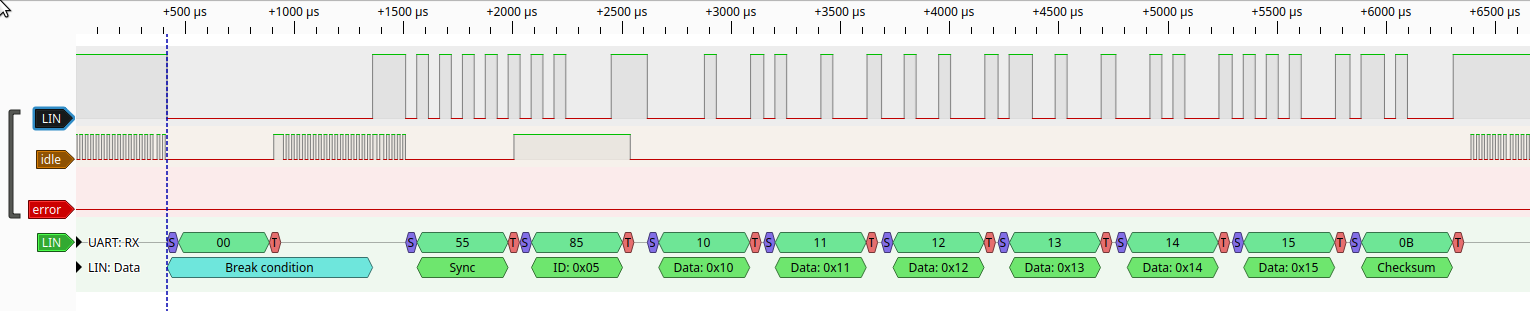 +500 µs +1000 µs +1500 µs +2000 µs +2500 µs +3000 µs +3500 µs +4000 µs +4500 µs +5000 µs +5500 µs +6000 µs +6500 µs
LIN
idle
error
LIN UART: RX S 00 T S 55 T S 85 T S 10 T S 11 T S 12 T S 13 T S 14 T S 15 T S 0B T
LIN: Data Break condition Sync ID: 0x05 Data: 0x10 Data: 0x11 Data: 0x12 Data: 0x13 Data: 0x14 Data: 0x15 Checksum